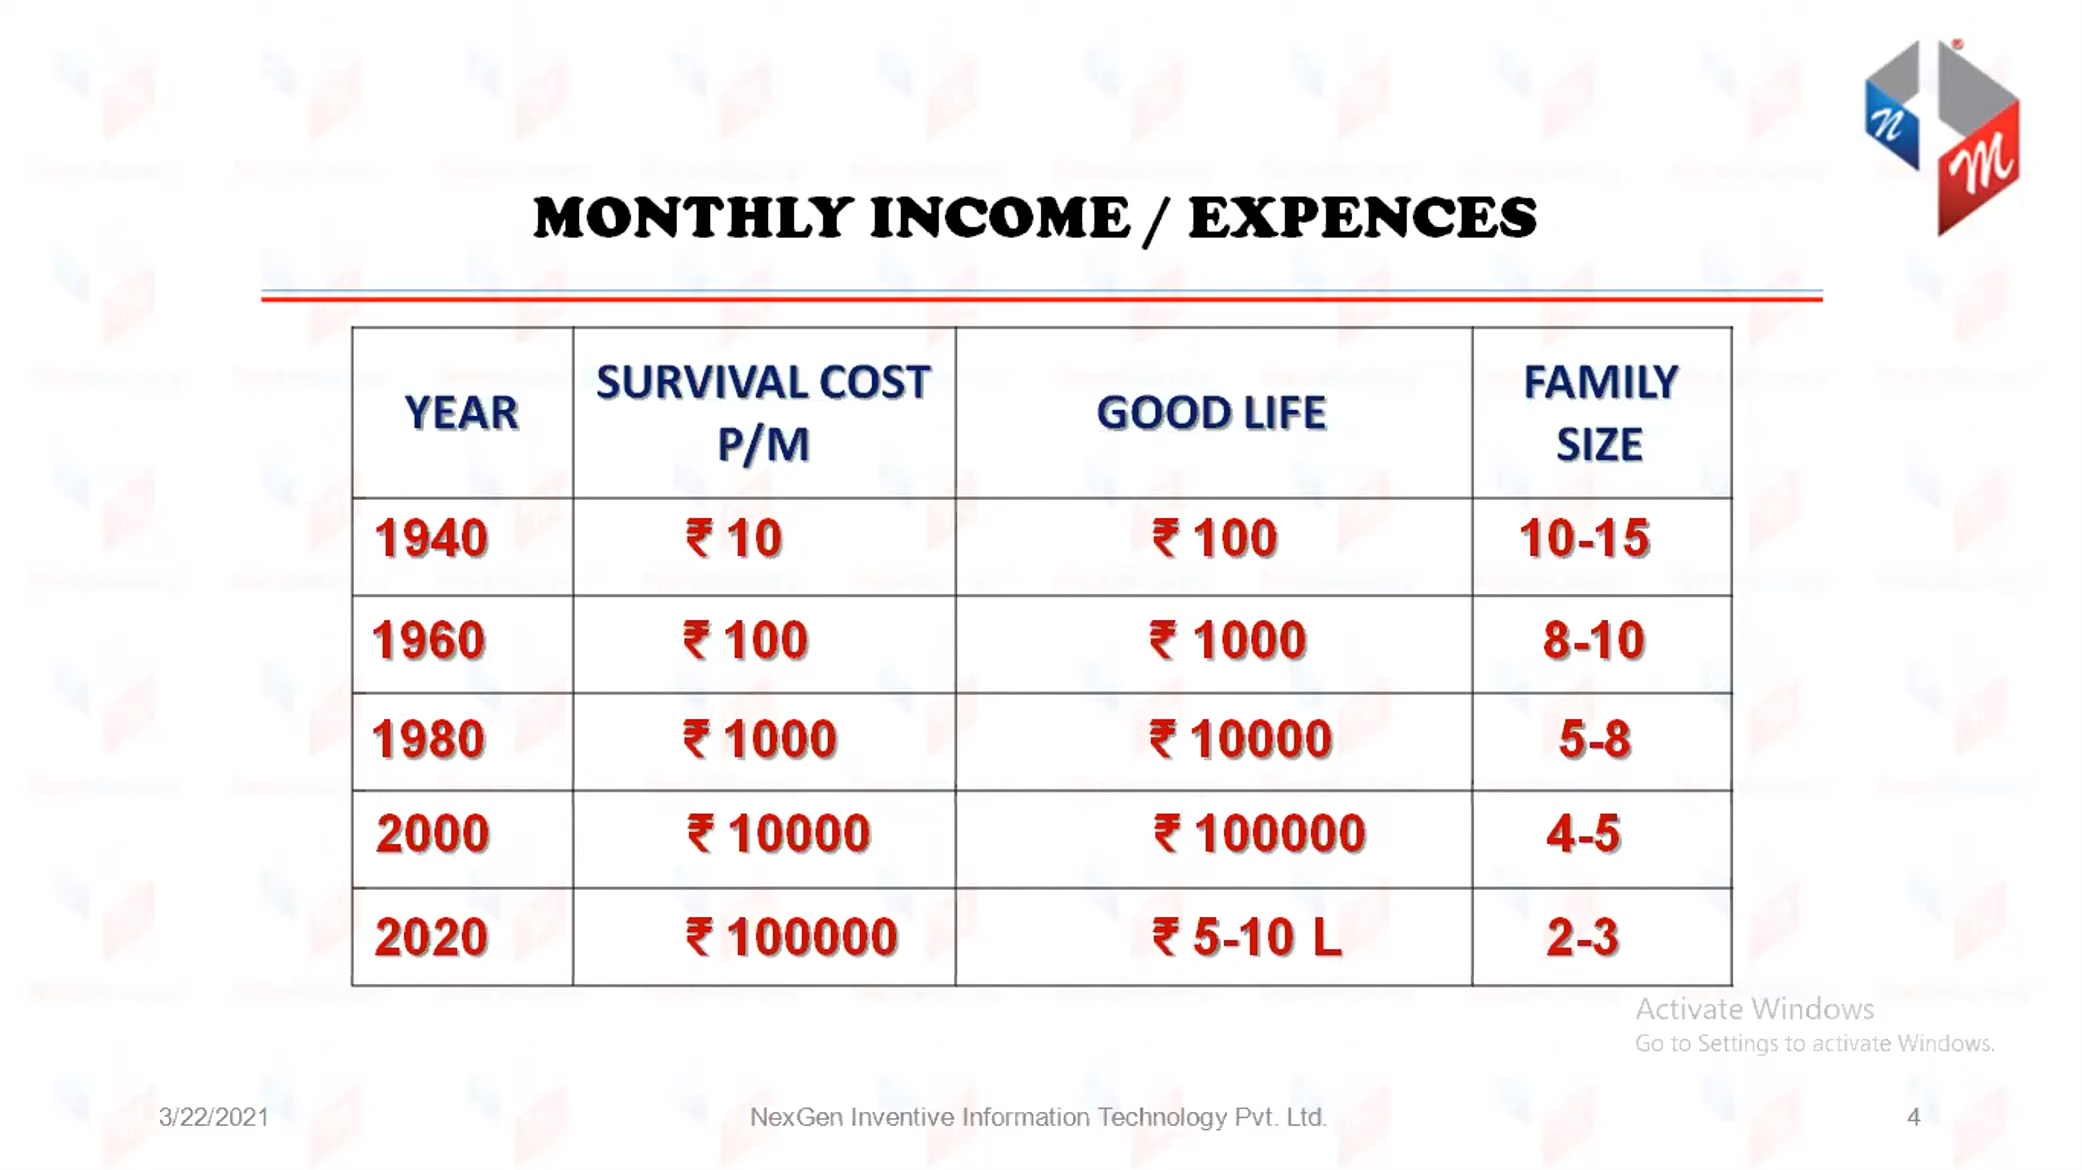 n
m
MONTHLY INCOME / EXPENCES
YEAR
SURVIVAL COST
P/M
GOOD LIFE
FAMILY
SIZE
1940 ₹ 10 ₹ 100 10-15
1960 ₹ 100 ₹ 1000 8-10
1980 ₹ 1000 ₹ 10000 5-8
2000 ₹ 10000 ₹ 100000 4-5
2020 ₹ 100000 ₹ 5-10 L 2-3
Activate Windows
Go to Settings to activate Windows.
3/22/2021 NexGen Inventive Information Technology Pvt. Ltd. 4